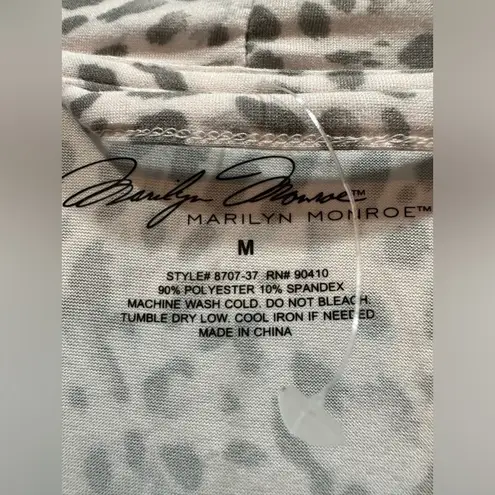 Marilyn Monroe™
MARILYN MONROE™
M
STYLE# 8707-37 RN# 90410
90% POLYESTER 10% SPANDEX
MACHINE WASH COLD. DO NOT BLEACH.
TUMBLE DRY LOW. COOL IRON IF NEEDED
MADE IN CHINA